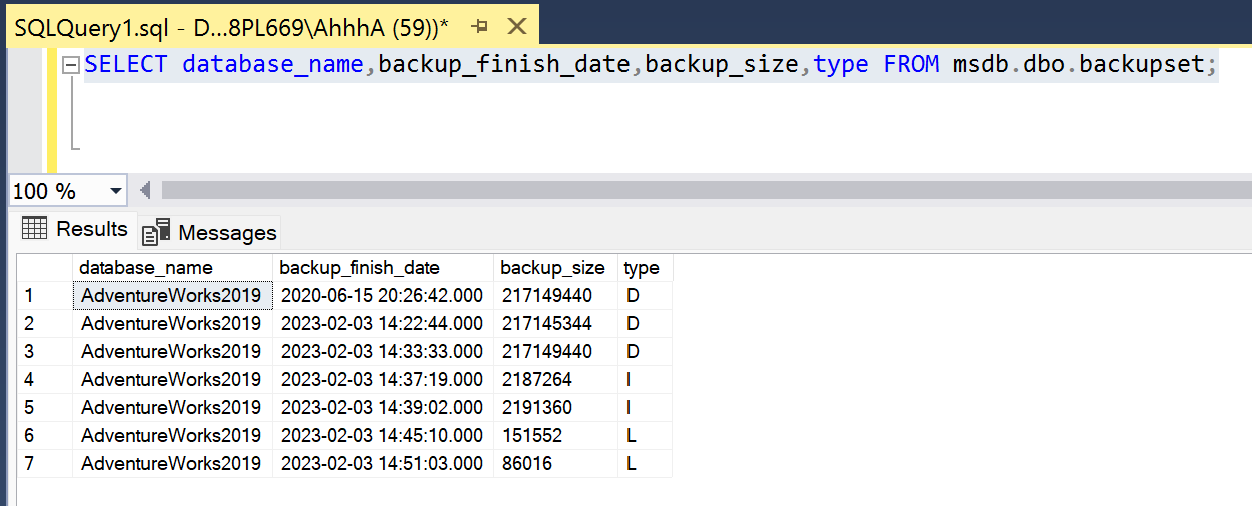 SQLQuery1.sql - D...8PL669\AhhhA (59))*
SELECT database_name,backup_finish_date,backup_size,type FROM msdb.dbo.backupset;
100 %
Results Messages
database_name backup_finish_date backup_size type
1 AdventureWorks2019 2020-06-15 20:26:42.000 217149440 D
2 AdventureWorks2019 2023-02-03 14:22:44.000 217145344 D
3 AdventureWorks2019 2023-02-03 14:33:33.000 217149440 D
4 AdventureWorks2019 2023-02-03 14:37:19.000 2187264 I
5 AdventureWorks2019 2023-02-03 14:39:02.000 2191360 I
6 AdventureWorks2019 2023-02-03 14:45:10.000 151552 L
7 AdventureWorks2019 2023-02-03 14:51:03.000 86016 L